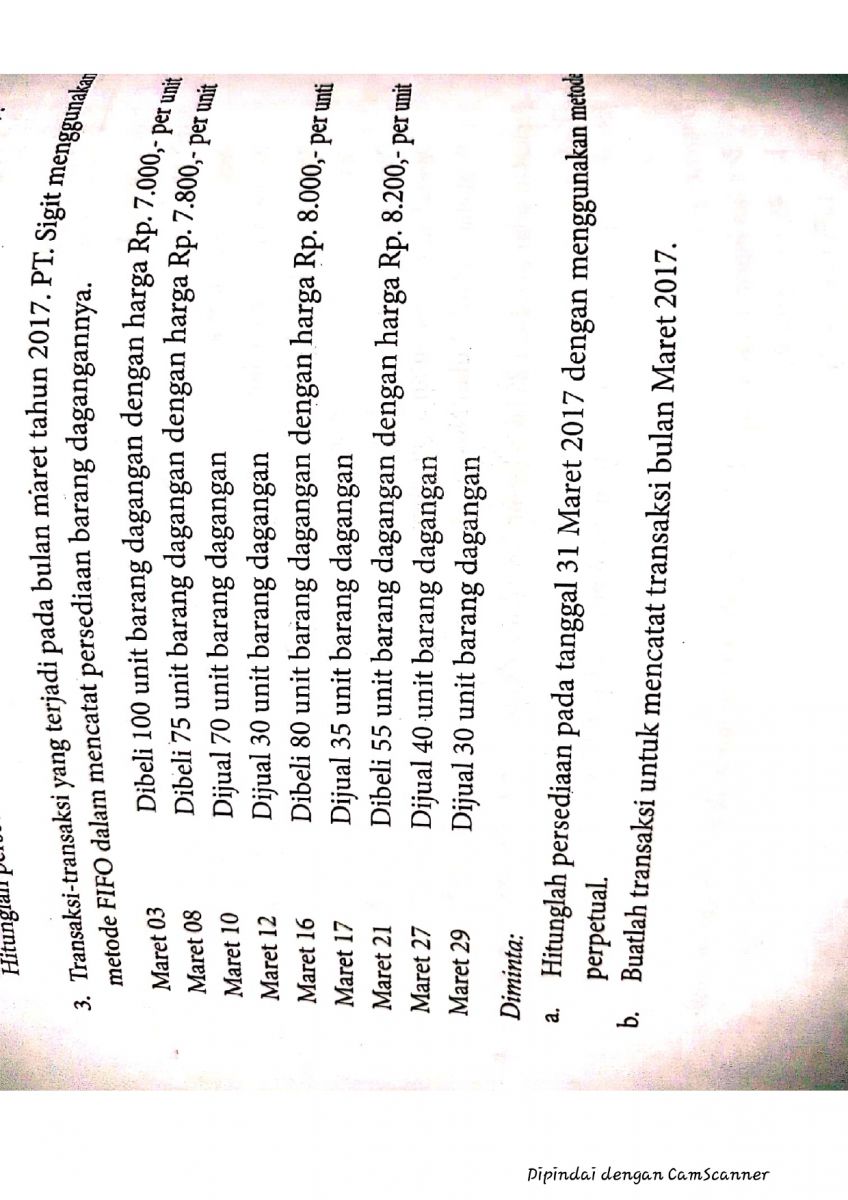 3. Transaksi-transaksi yang terjadi pada bulan maret tahun 2017. PT. Sigit menggunakan
metode FIFO dalam mencatat persediaan barang dagangannya.
Maret 03 Dibeli 100 unit barang dagangan dengan harga Rp. 7.000,- per unit
Maret 08 Dibeli 75 unit barang dagangan dengan harga Rp. 7.800,- per unit
Maret 10 Dijual 70 unit barang dagangan
Maret 12 Dijual 30 unit barang dagangan
Maret 16 Dibeli 80 unit barang dagangan dengan harga Rp. 8.000,- per unti
Maret 17 Dijual 35 unit barang dagangan
Maret 21 Dibeli 55 unit barang dagangan dengan harga Rp. 8.200,- per unit
Maret 27 Dijual 40 unit barang dagangan
Maret 29 Dijual 30 unit barang dagangan
Diminta:
a. Hitunglah persediaan pada tanggal 31 Maret 2017 dengan menggunakan metode
perpetual.
b. Buatlah transaksi untuk mencatat transaksi bulan Maret 2017.
Dipindai dengan CamScanner